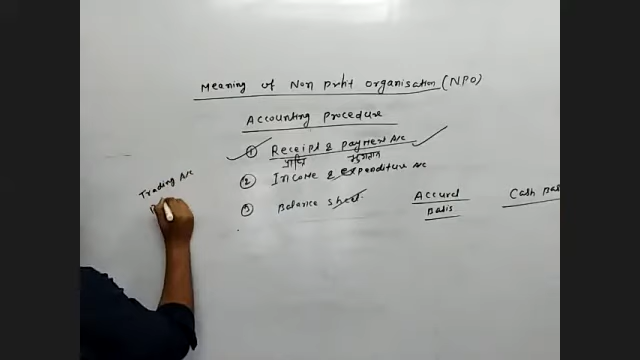 Meaning of Non Profit Organisation (NPO)
Accounting Procedure
① Receipt & payment A/c
प्राप्ति भुगतान
② Income & Expenditure A/c
③ Balance sheet
Accurel Basis
Cash Bas
Trading A/c